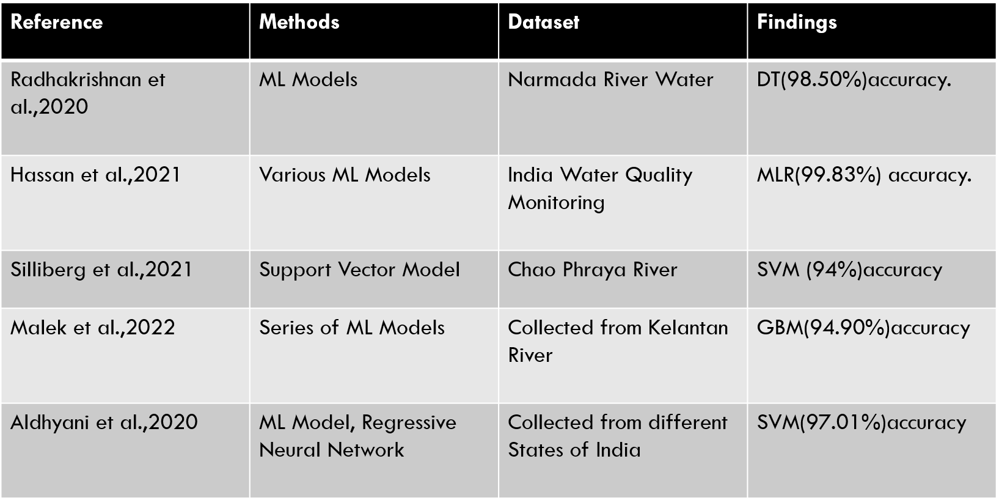 Reference Methods Dataset Findings
Radhakrishnan et ML Models Narmada River Water DT(98.50%)accuracy.
al.,2020
Hassan et al.,2021 Various ML Models India Water Quality MLR(99.83%) accuracy.
Monitoring
Silliberg et al.,2021 Support Vector Model Chao Phraya River SVM (94%)accuracy
Malek et al.,2022 Series of ML Models Collected from Kelantan GBM(94.90%)accuracy
River
Aldhyani et al.,2020 ML Model, Regressive Collected from different SVM(97.01%)accuracy
Neural Network States of India